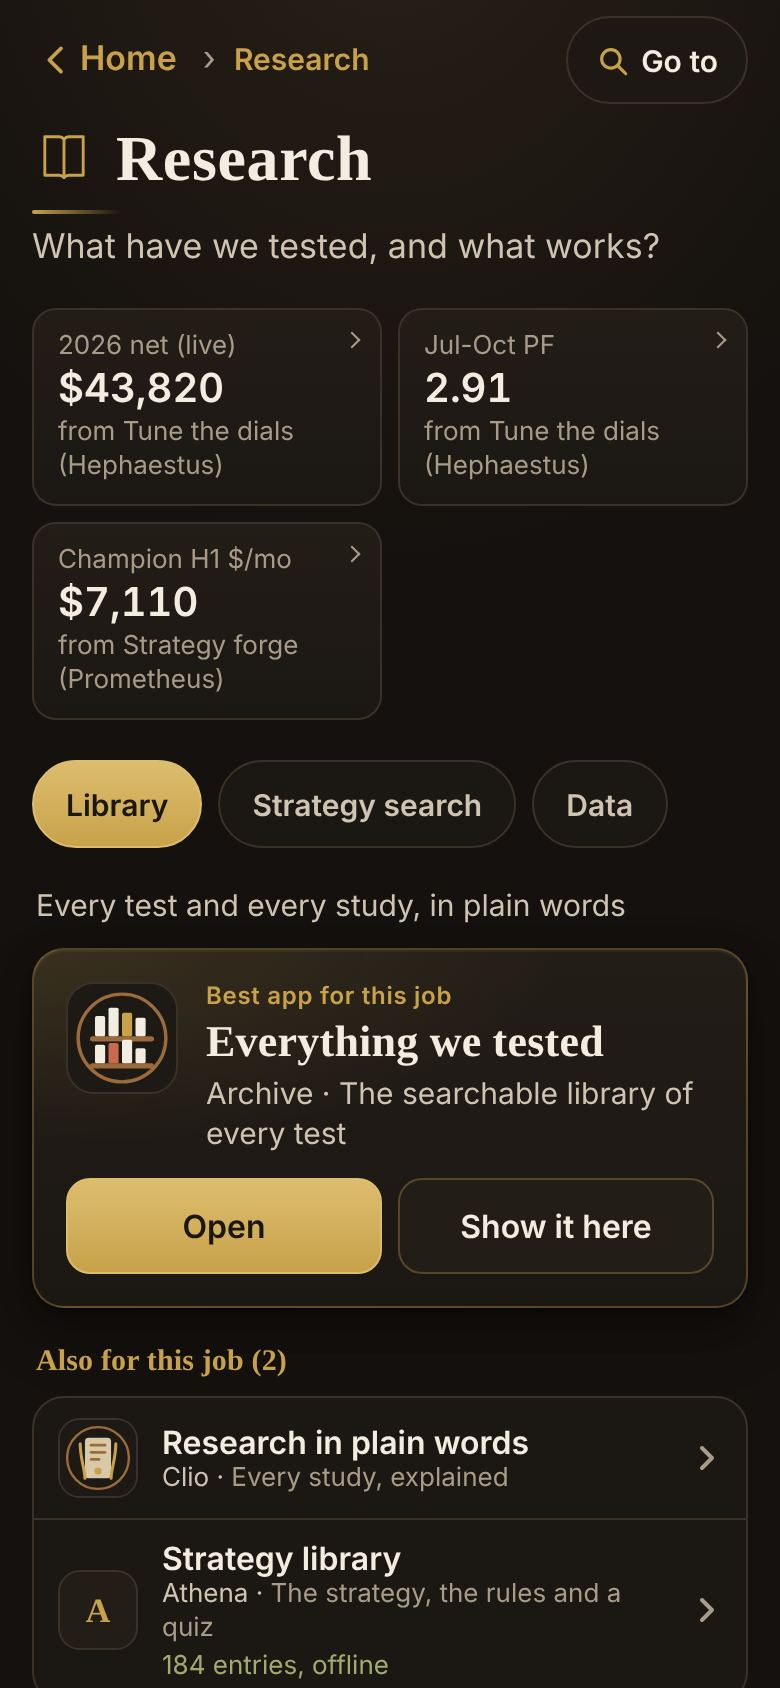 Home › Research
Go to
Research
What have we tested, and what works?
2026 net (live)
$43,820
from Tune the dials
(Hephaestus)
Jul-Oct PF
2.91
from Tune the dials
(Hephaestus)
Champion H1 $/mo
$7,110
from Strategy forge
(Prometheus)
Library
Strategy search
Data
Every test and every study, in plain words
Best app for this job
Everything we tested
Archive · The searchable library of
every test
Open
Show it here
Also for this job (2)
Research in plain words
Clio · Every study, explained
A
Strategy library
Athena · The strategy, the rules and a
quiz
184 entries, offline